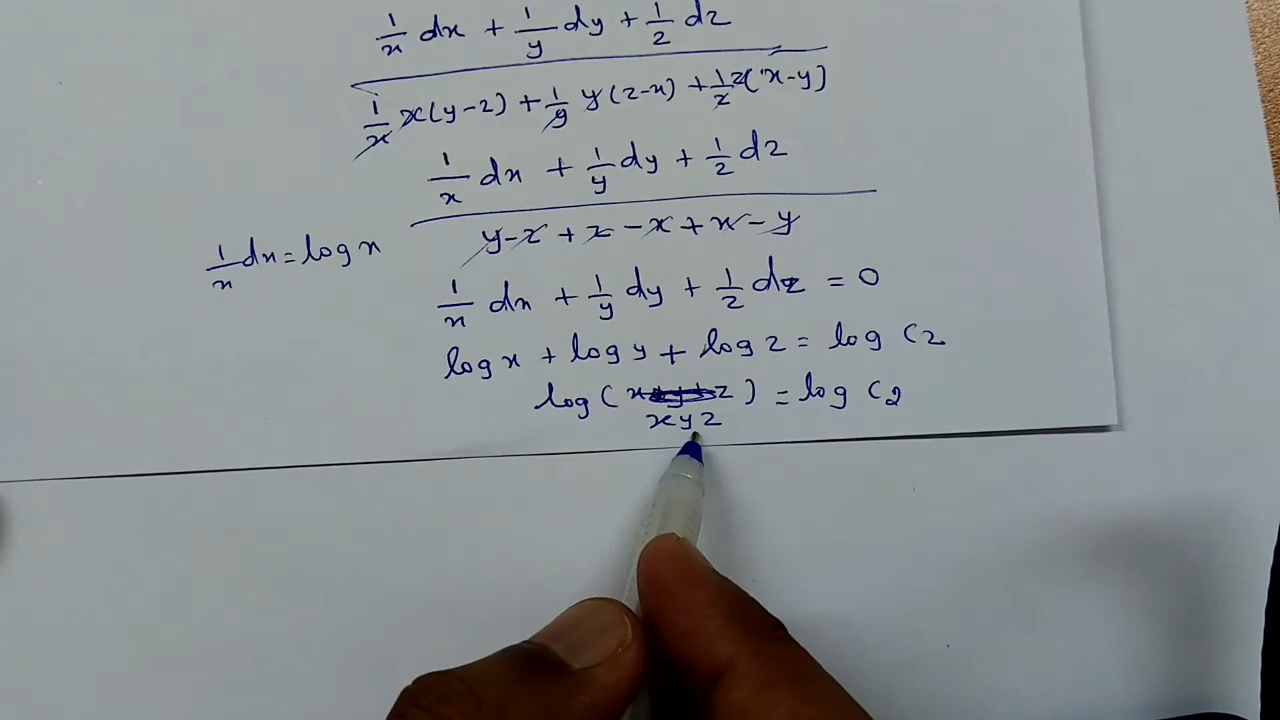 1/x dx + 1/y dy + 1/z dz
1/x x(y-z) + 1/y y(z-x) + 1/z z(x-y)
1/x dx + 1/y dy + 1/z dz
y-z + z-x + x-y
1/x dx = log x
1/x dx + 1/y dy + 1/z dz = 0
log x + log y + log z = log C2
log( x+y+z ) = log C2
xyz